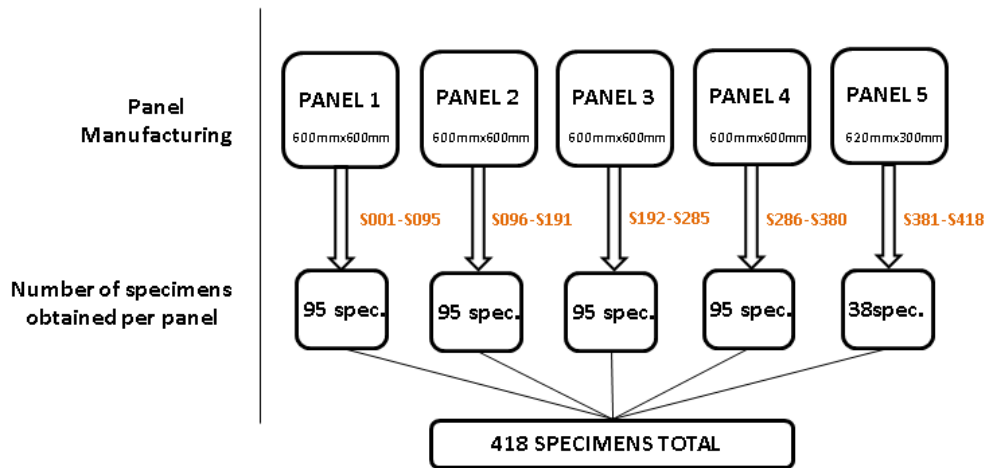 Panel
Manufacturing
PANEL 1
600mmx600mm
PANEL 2
600mmx600mm
PANEL 3
600mmx600mm
PANEL 4
600mmx600mm
PANEL 5
620mmx300mm
S001-S095
S096-S191
S192-S285
S286-S380
S381-S418
Number of specimens
obtained per panel
95 spec.
95 spec.
95 spec.
95 spec.
38spec.
418 SPECIMENS TOTAL